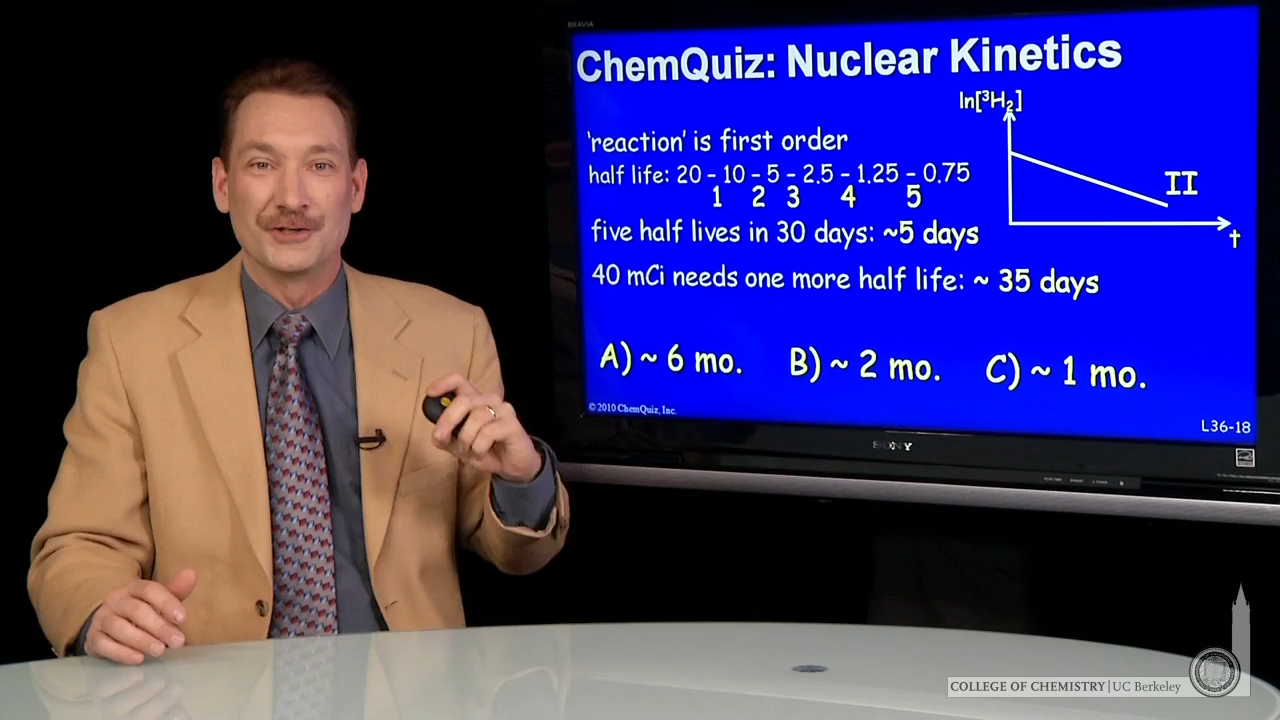 BRAVIA
ChemQuiz: Nuclear Kinetics
ln[³H₂]
'reaction' is first order
half life: 20 - 10 - 5 - 2.5 - 1.25 - 0.75
1 2 3 4 5
II
five half lives in 30 days: ~5 days
t
40 mCi needs one more half life: ~ 35 days
A) ~ 6 mo. B) ~ 2 mo. C) ~ 1 mo.
© 2010 ChemQuiz, Inc.
L36-18
SONY
COLLEGE OF CHEMISTRY | UC Berkeley